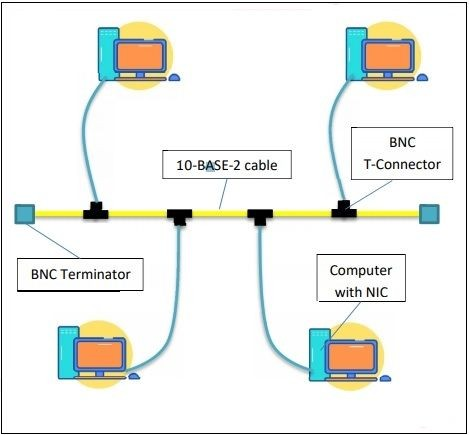 BNC
T-Connector
10-BASE-2 cable
BNC Terminator
Computer
with NIC